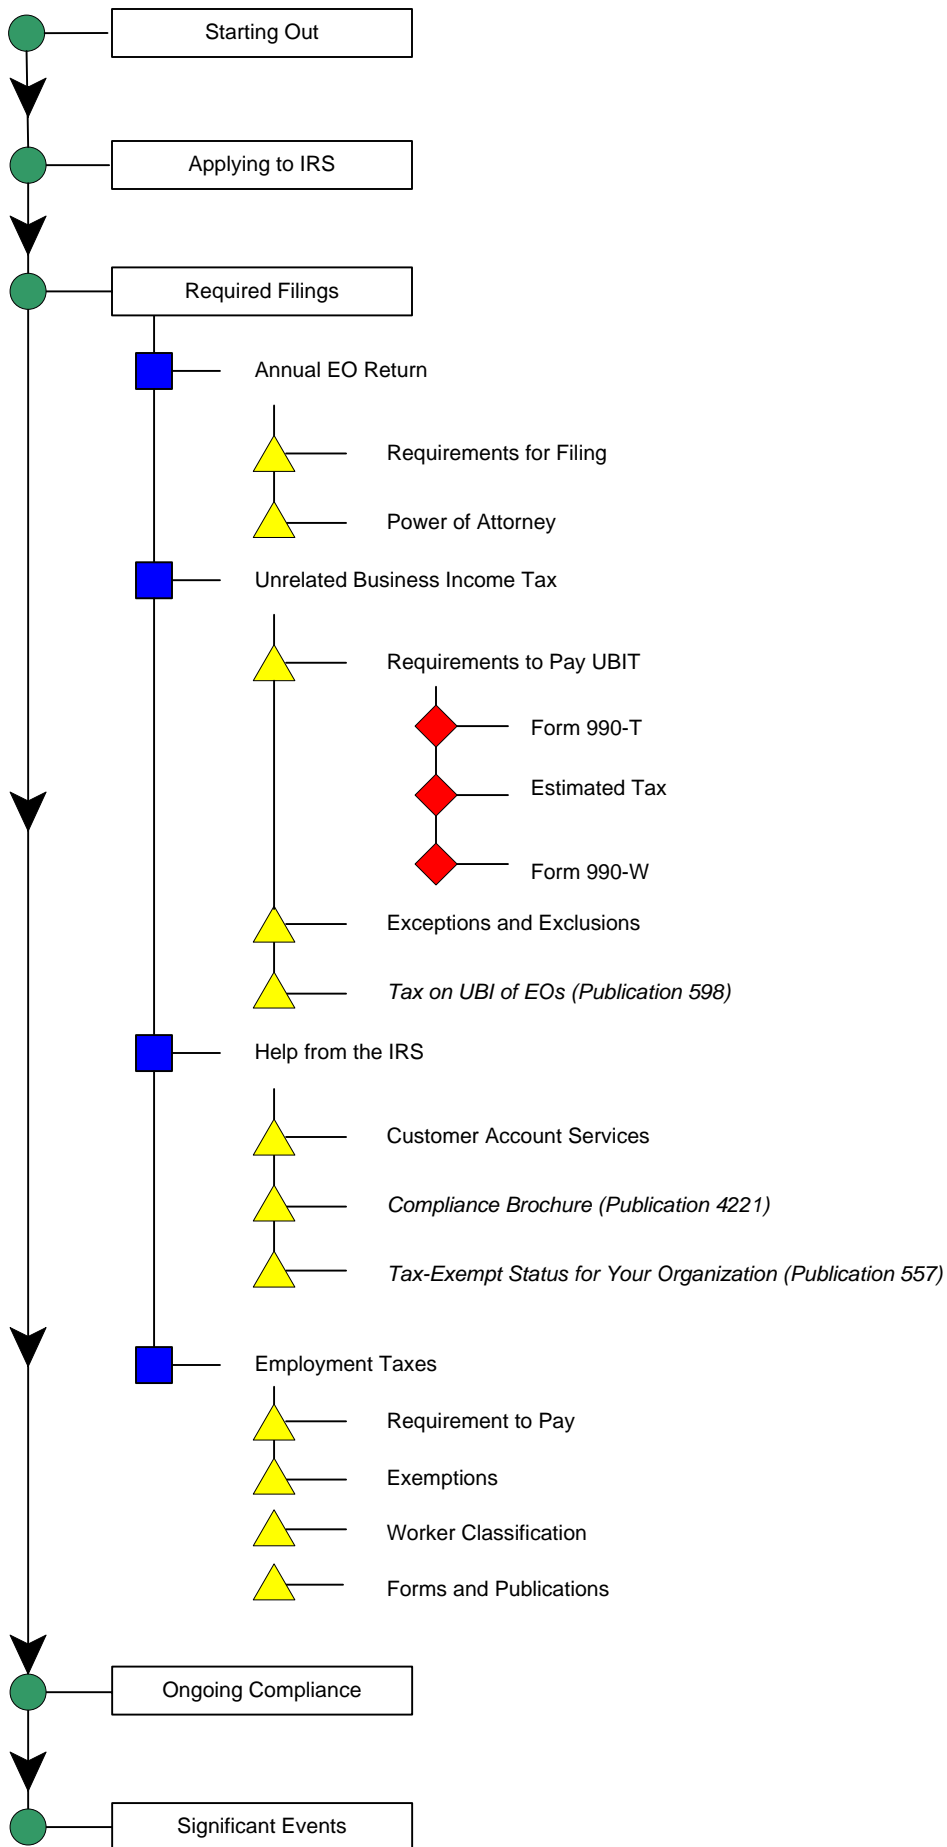 Starting Out
Applying to IRS
Required Filings
Annual EO Return
Requirements for Filing
Power of Attorney
Unrelated Business Income Tax
Requirements to Pay UBIT
Form 990-T
Estimated Tax
Form 990-W
Exceptions and Exclusions
Tax on UBI of EOs (Publication 598)
Help from the IRS
Customer Account Services
Compliance Brochure (Publication 4221)
Tax-Exempt Status for Your Organization (Publication 557)
Employment Taxes
Requirement to Pay
Exemptions
Worker Classification
Forms and Publications
Ongoing Compliance
Significant Events